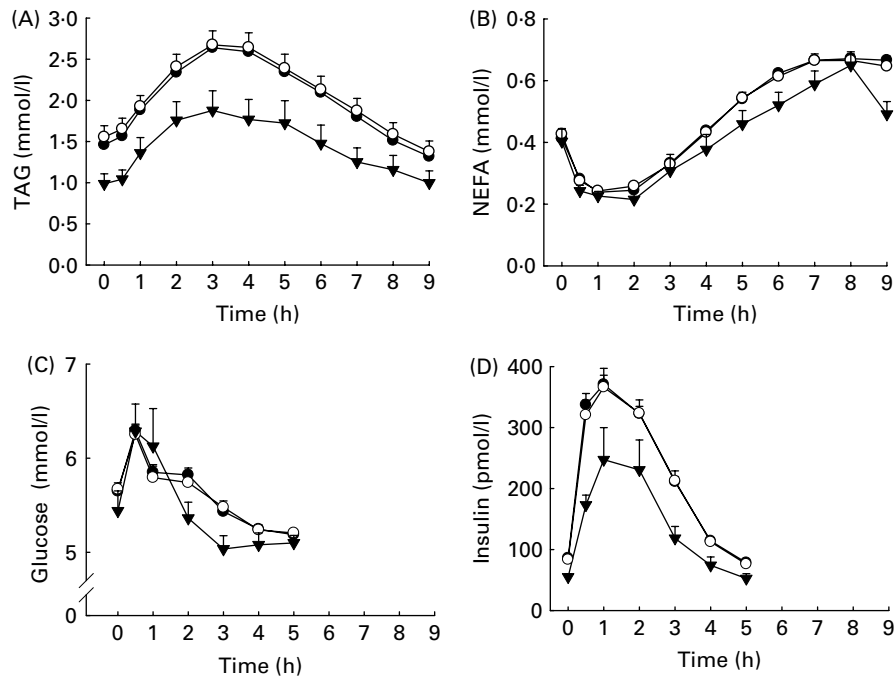 (A)
3·0
2·5
2·0
1·5
1·0
0·5
0·0
TAG (mmol/l)
0 1 2 3 4 5 6 7 8 9
Time (h)
(B)
0·8
0·6
0·4
0·2
0·0
NEFA (mmol/l)
0 1 2 3 4 5 6 7 8 9
Time (h)
(C)
7
6
5
0
Glucose (mmol/l)
0 1 2 3 4 5 6 7 8 9
Time (h)
(D)
400
300
200
100
0
Insulin (pmol/l)
0 1 2 3 4 5 6 7 8 9
Time (h)